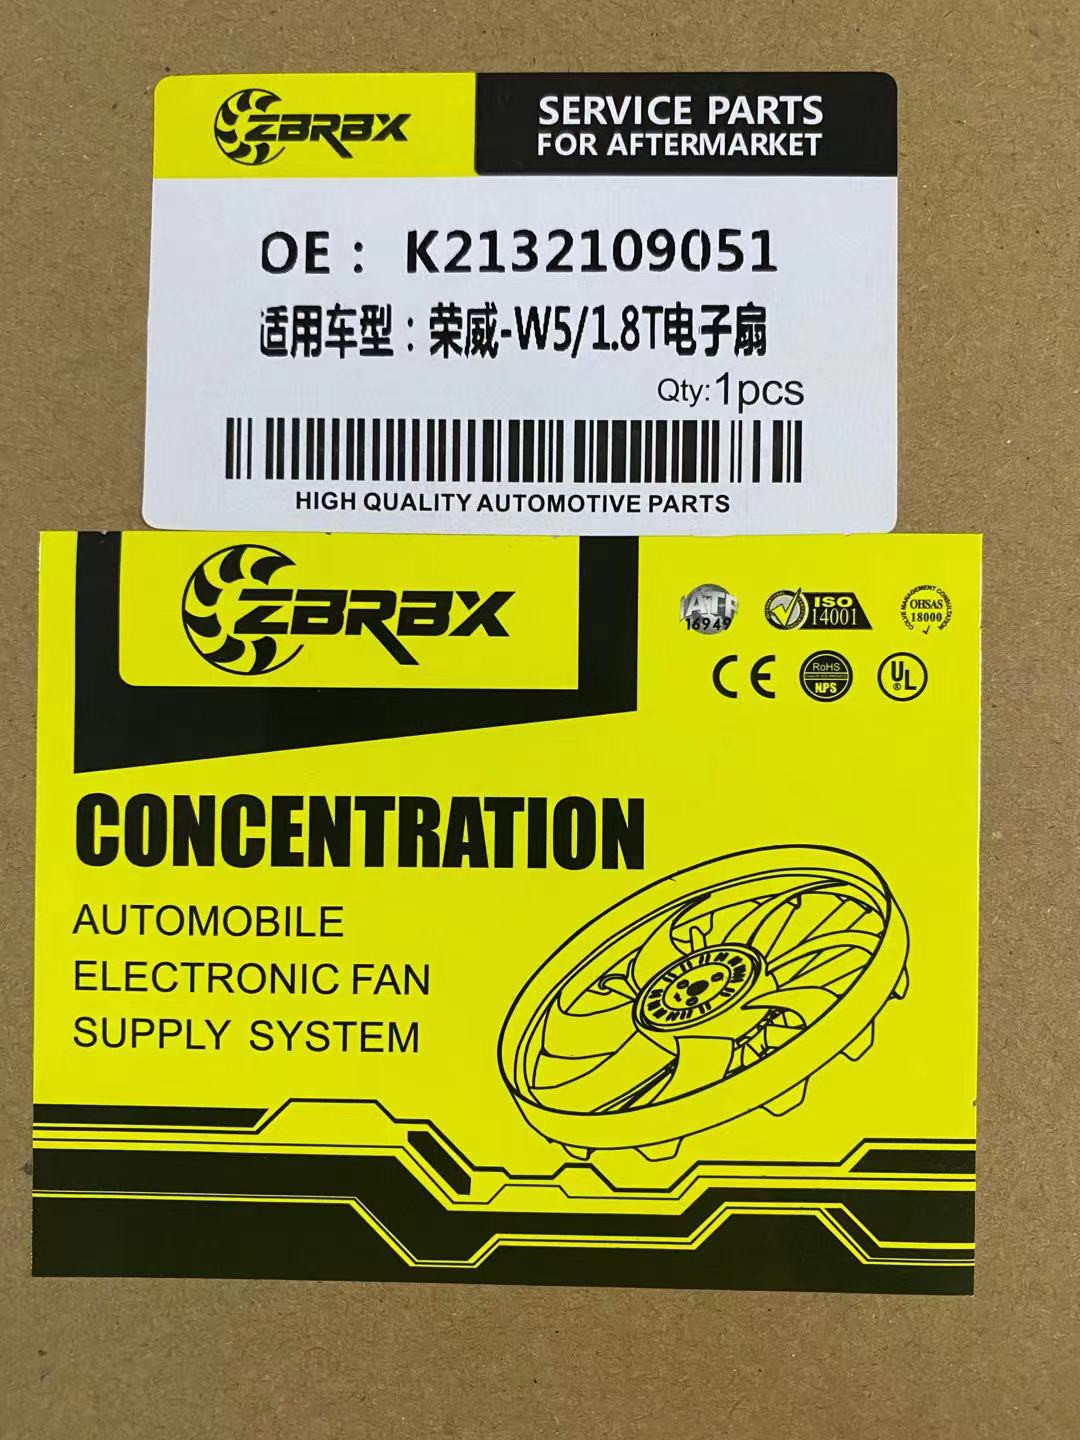 ZBRBX
SERVICE PARTS
FOR AFTERMARKET
OE： K2132109051
适用车型：荣威-W5/1.8T电子扇
Qty:1pcs
HIGH QUALITY AUTOMOTIVE PARTS
ZBRBX
IATF
16949
ISO
14001
OHSAS
18000
CE
RoHS
NPS
UL
®
CONCENTRATION
AUTOMOBILE
ELECTRONIC FAN
SUPPLY SYSTEM